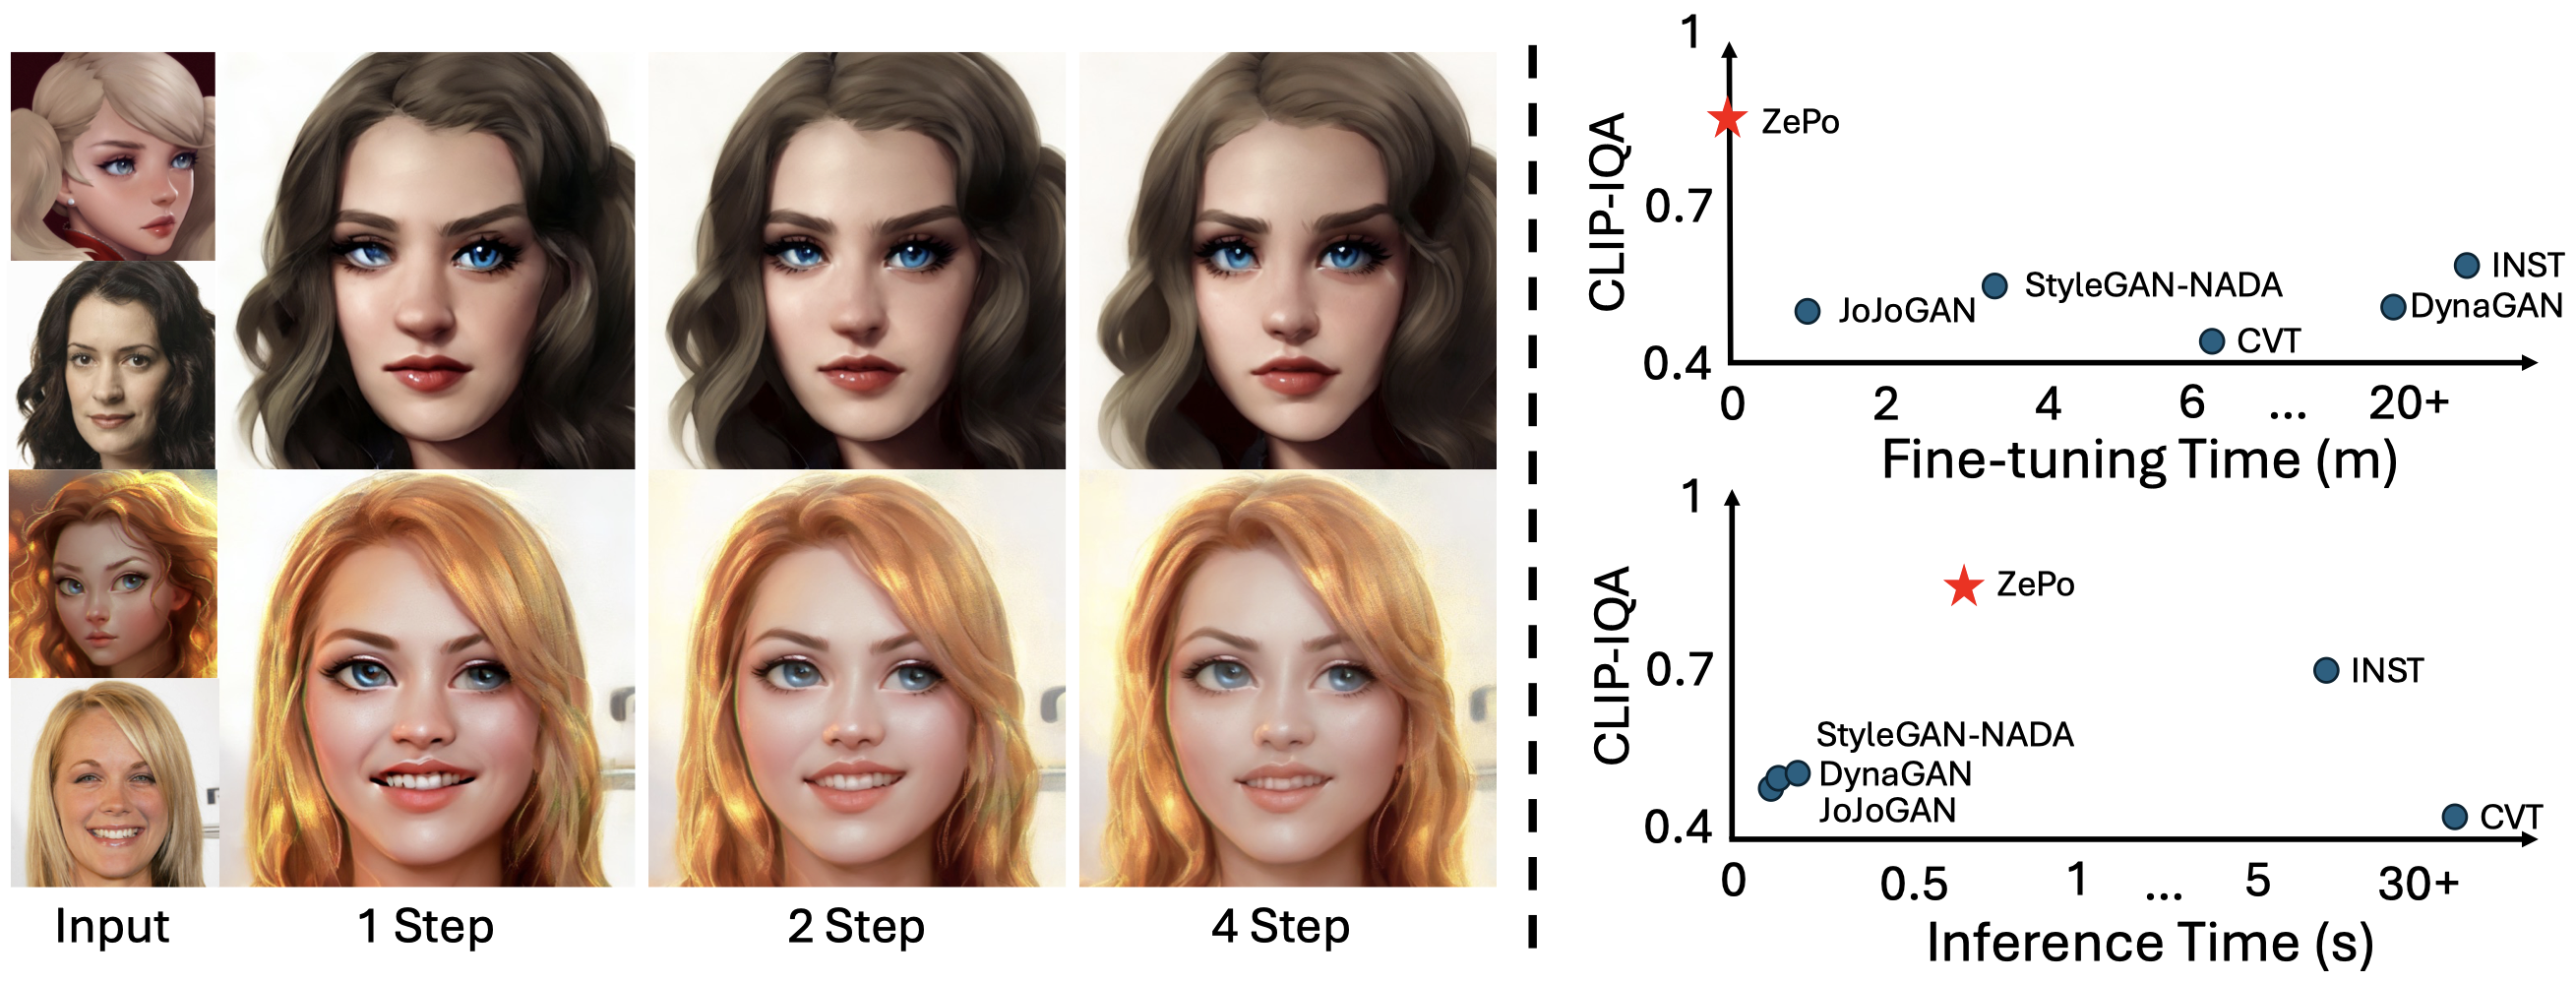 Input
1 Step
2 Step
4 Step
1
CLIP-IQA
ZePo
0.7
INST
StyleGAN-NADA
DynaGAN
JoJoGAN
CVT
0.4
0 2 4 6 ... 20+
Fine-tuning Time (m)
1
CLIP-IQA
ZePo
0.7
INST
StyleGAN-NADA
DynaGAN
JoJoGAN
CVT
0.4
0 0.5 1 ... 5 30+
Inference Time (s)